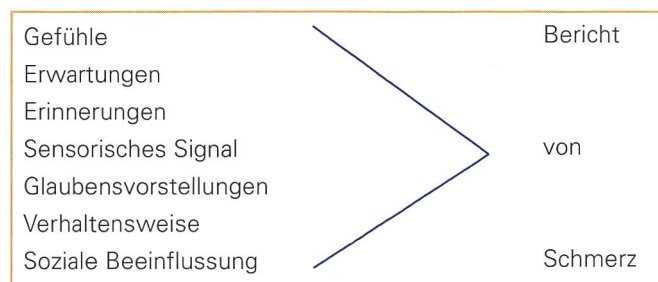 Gefühle Bericht
Erwartungen
Erinnerungen
Sensorisches Signal von
Glaubensvorstellungen
Verhaltensweise
Soziale Beeinflussung Schmerz